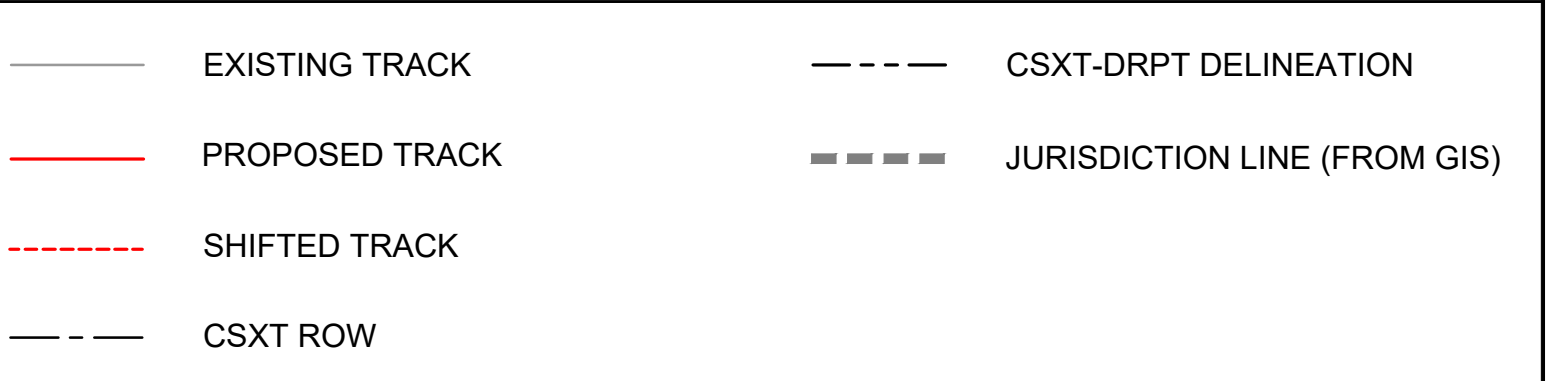 EXISTING TRACK
PROPOSED TRACK
SHIFTED TRACK
CSXT ROW
CSXT-DRPT DELINEATION
JURISDICTION LINE (FROM GIS)